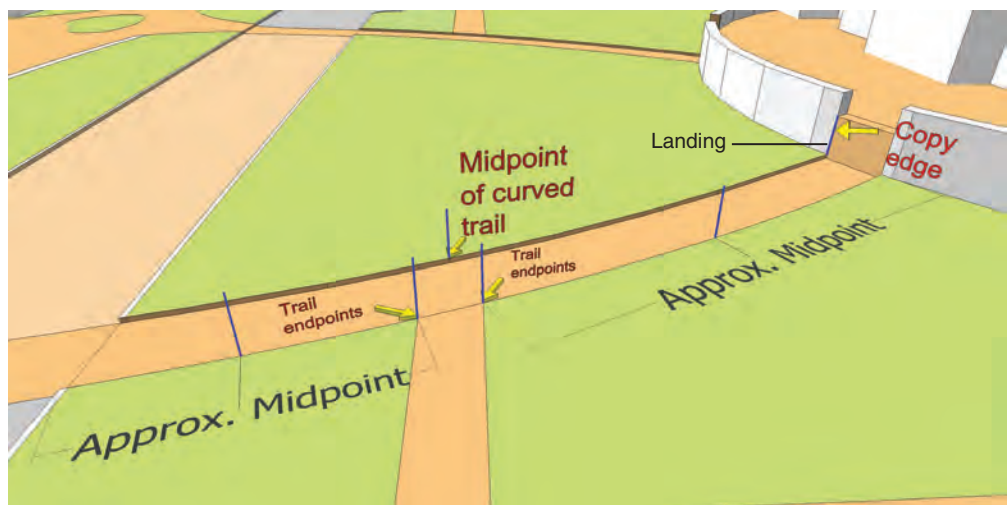 Landing
Copy
edge
Midpoint
of curved
trail
Trail
endpoints
Trail
endpoints
Approx. Midpoint
Approx. Midpoint